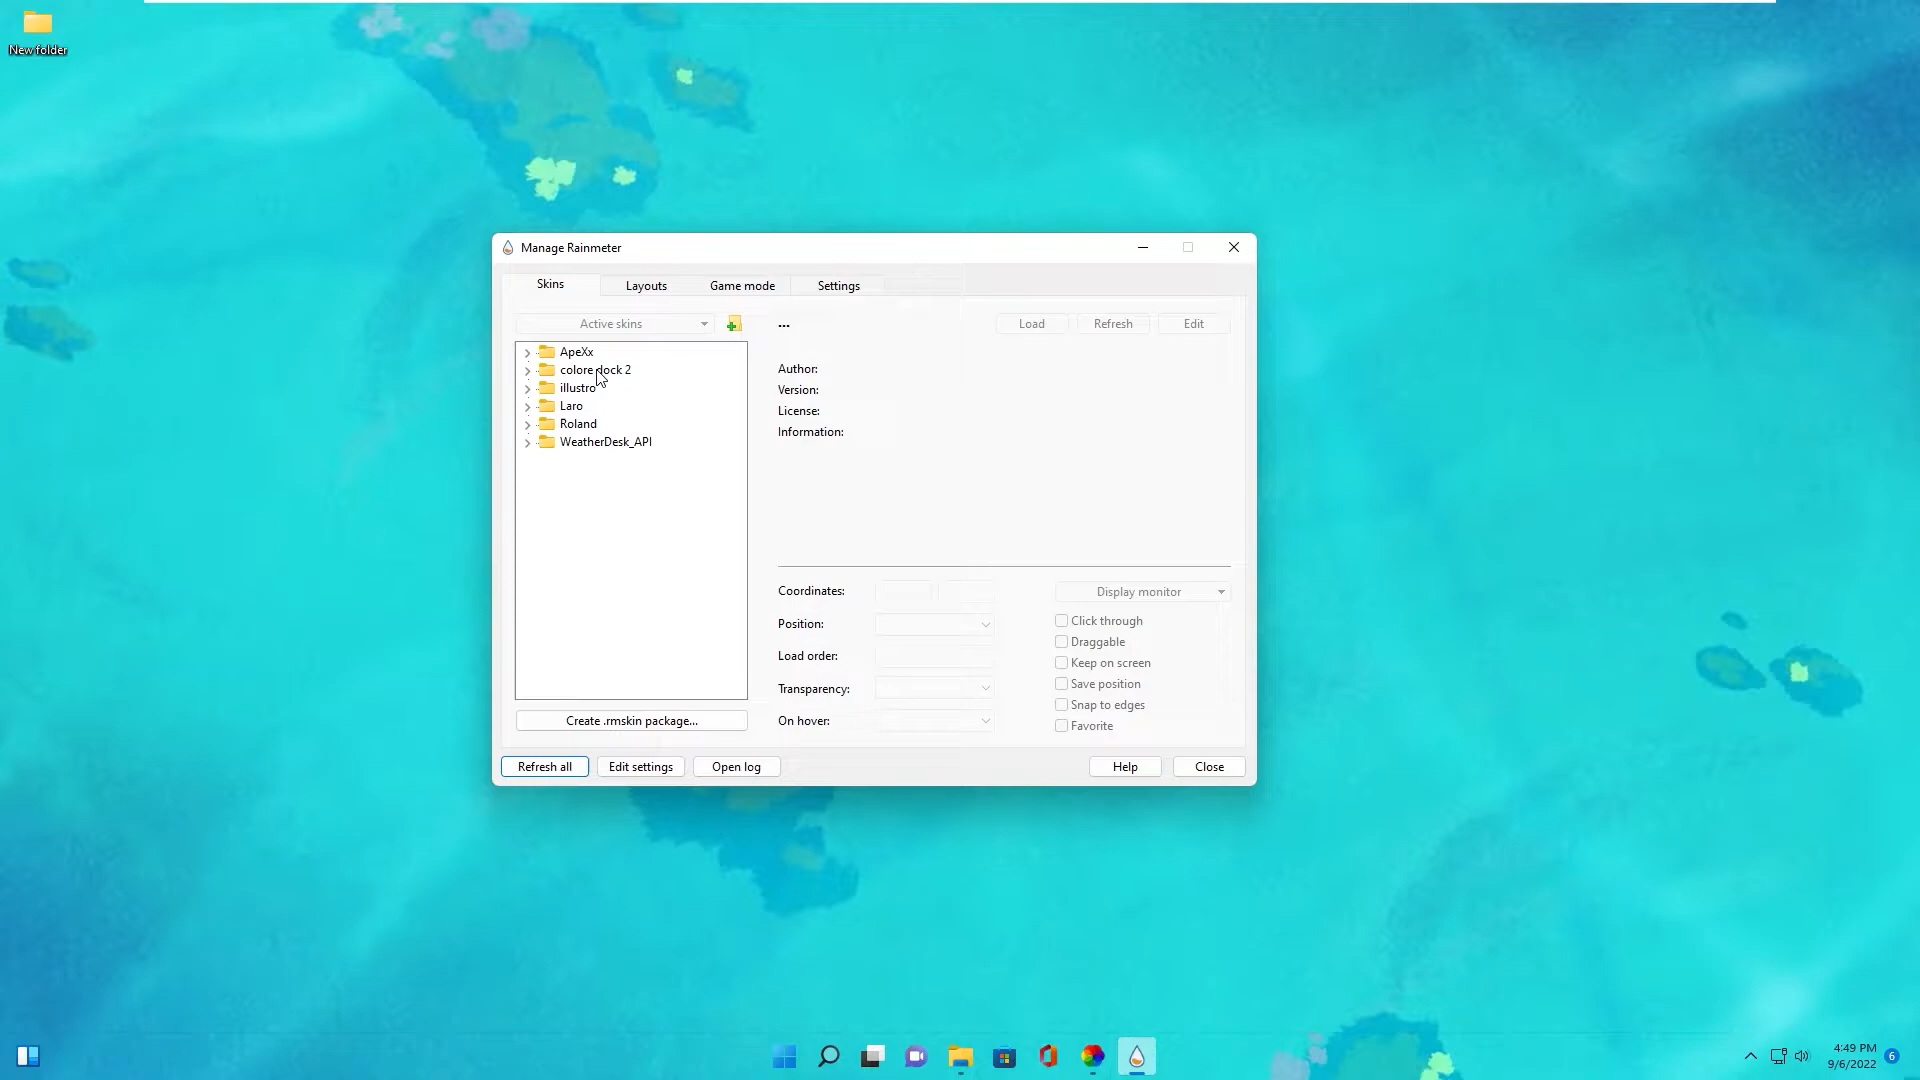 New folder
Manage Rainmeter
Skins
Layouts
Game mode
Settings
Active skins
...
Load
Refresh
Edit
ApeXx
illustro
Laro
Roland
WeatherDesk_API
Author:
Version:
License:
Information:
Coordinates:
Display monitor
Position:
Load order:
Transparency:
On hover:
Click through
Draggable
Keep on screen
Save position
Snap to edges
Favorite
Create .rmskin package...
Refresh all
Edit settings
Open log
Help
Close
4:49 PM
9/6/2022
6